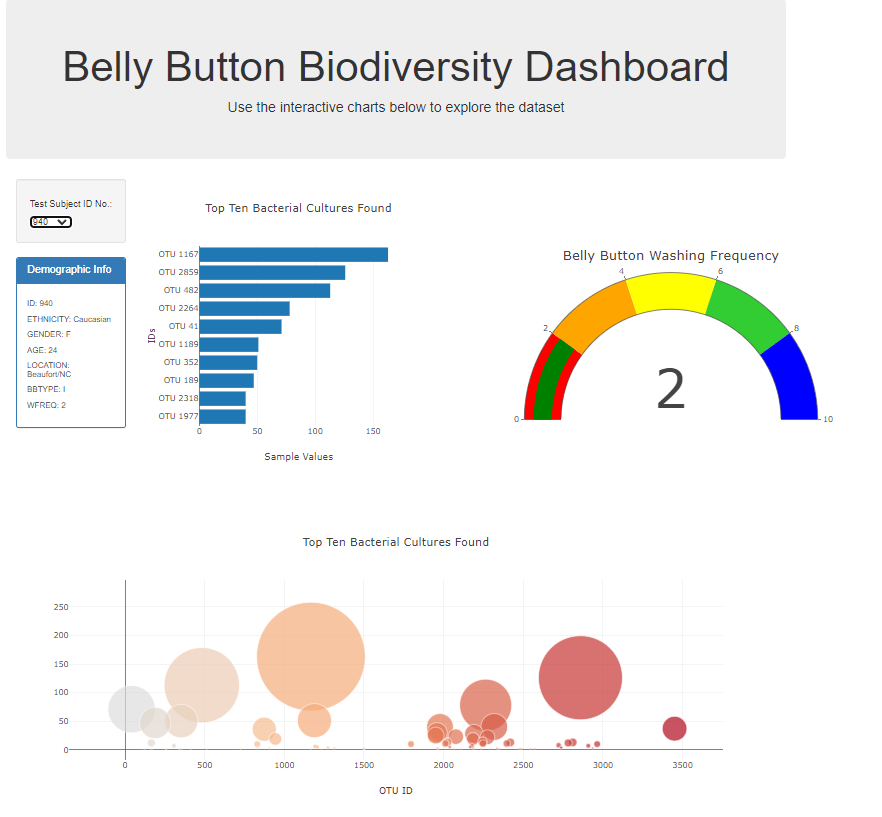 Belly Button Biodiversity Dashboard
Use the interactive charts below to explore the dataset
Test Subject ID No.:
940
Demographic Info
ID: 940
ETHNICITY: Caucasian
GENDER: F
AGE: 24
LOCATION:
Beaufort/NC
BBTYPE: I
WFREQ: 2
Top Ten Bacterial Cultures Found
IDs
OTU 1167
OTU 2859
OTU 482
OTU 2264
OTU 41
OTU 1189
OTU 352
OTU 189
OTU 2318
OTU 1977
0 50 100 150
Sample Values
Belly Button Washing Frequency
0
2
4
6
8
10
2
Top Ten Bacterial Cultures Found
250
200
150
100
50
0
0 500 1000 1500 2000 2500 3000 3500
OTU ID